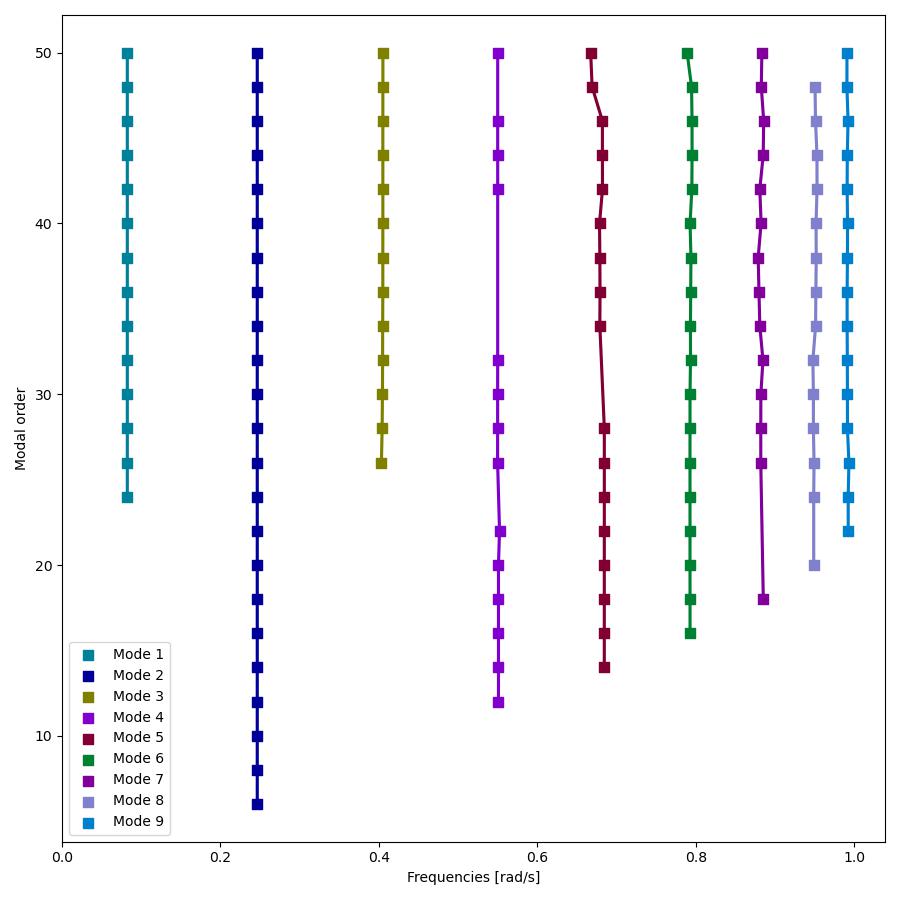 50
40
30
20
10
Modal order
0.0 0.2 0.4 0.6 0.8 1.0
Frequencies [rad/s]
Mode 1
Mode 2
Mode 3
Mode 4
Mode 5
Mode 6
Mode 7
Mode 8
Mode 9